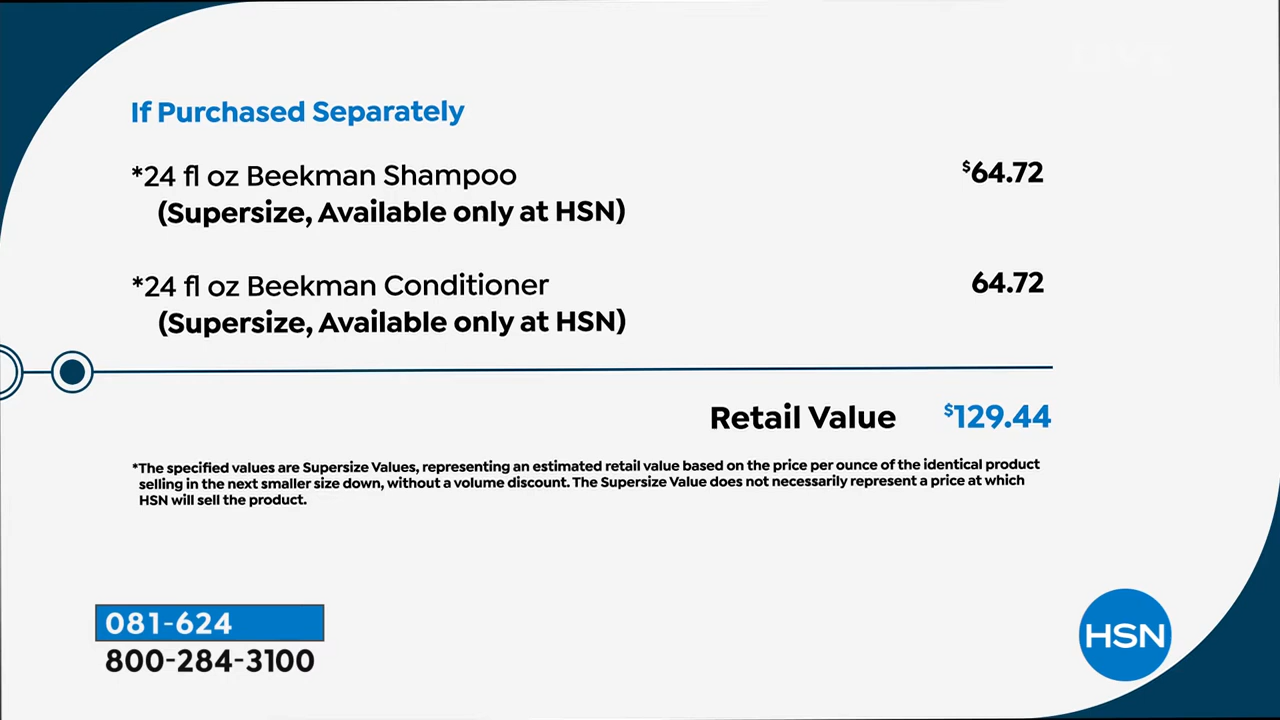 If Purchased Separately
*24 fl oz Beekman Shampoo $64.72
(Supersize, Available only at HSN)
*24 fl oz Beekman Conditioner 64.72
(Supersize, Available only at HSN)
Retail Value $129.44
*The specified values are Supersize Values, representing an estimated retail value based on the price per ounce of the identical product
selling in the next smaller size down, without a volume discount. The Supersize Value does not necessarily represent a price at which
HSN will sell the product.
081-624
800-284-3100
HSN